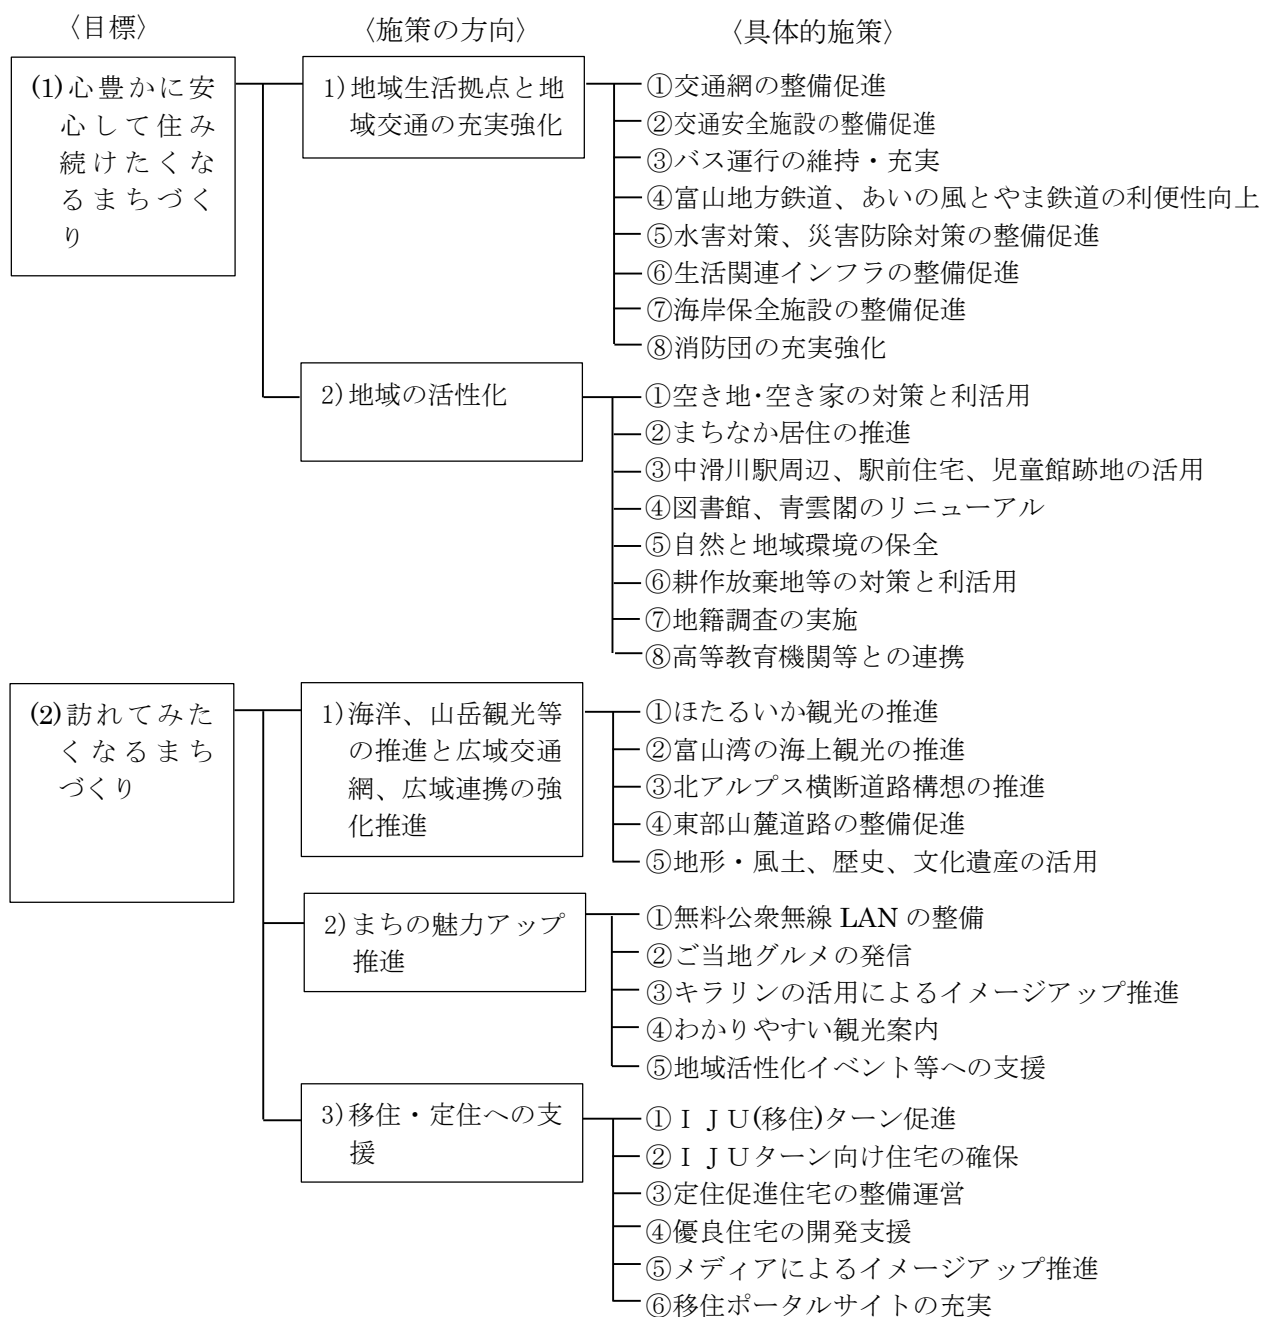 〈目標〉
〈施策の方向〉
〈具体的施策〉
(1)心豊かに安
心して住み
続けたくな
るまちづく
り
1)地域生活拠点と地
域交通の充実強化
①交通網の整備促進
②交通安全施設の整備促進
③バス運行の維持・充実
④富山地方鉄道、あいの風とやま鉄道の利便性向上
⑤水害対策、災害防除対策の整備促進
⑥生活関連インフラの整備促進
⑦海岸保全施設の整備促進
⑧消防団の充実強化
2)地域の活性化
①空き地･空き家の対策と利活用
②まちなか居住の推進
③中滑川駅周辺、駅前住宅、児童館跡地の活用
④図書館、青雲閣のリニューアル
⑤自然と地域環境の保全
⑥耕作放棄地等の対策と利活用
⑦地籍調査の実施
⑧高等教育機関等との連携
(2)訪れてみた
くなるまち
づくり
1)海洋、山岳観光等
の推進と広域交通
網、広域連携の強
化推進
①ほたるいか観光の推進
②富山湾の海上観光の推進
③北アルプス横断道路構想の推進
④東部山麓道路の整備促進
⑤地形・風土、歴史、文化遺産の活用
2)まちの魅力アップ
推進
①無料公衆無線 LAN の整備
②ご当地グルメの発信
③キラリンの活用によるイメージアップ推進
④わかりやすい観光案内
⑤地域活性化イベント等への支援
3)移住・定住への支
援
①ＩＪＵ(移住)ターン促進
②ＩＪＵターン向け住宅の確保
③定住促進住宅の整備運営
④優良住宅の開発支援
⑤メディアによるイメージアップ推進
⑥移住ポータルサイトの充実